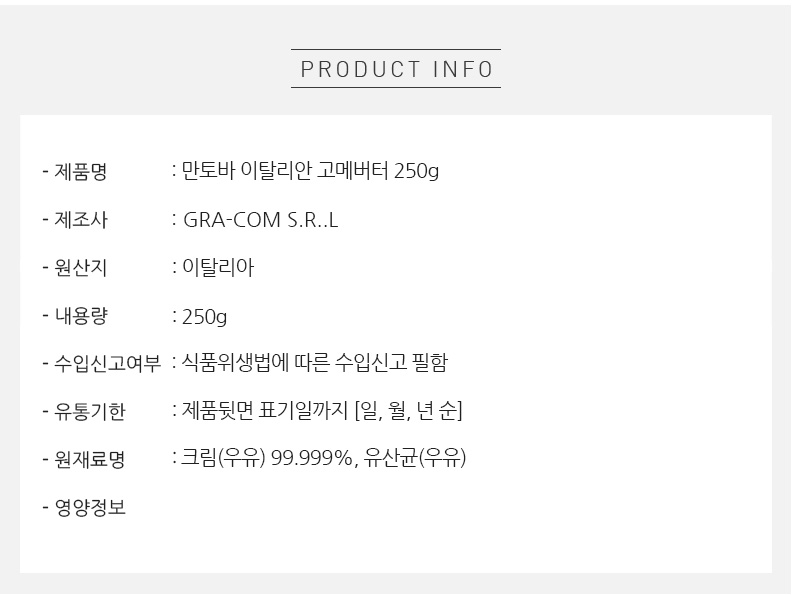 PRODUCT INFO
- 제품명 : 만토바 이탈리안 고메버터 250g
- 제조사 : GRA-COM S.R..L
- 원산지 : 이탈리아
- 내용량 : 250g
- 수입신고여부 : 식품위생법에 따른 수입신고 필함
- 유통기한 : 제품뒷면 표기일까지 [일, 월, 년 순]
- 원재료명 : 크림(우유) 99.999%, 유산균(우유)
- 영양정보